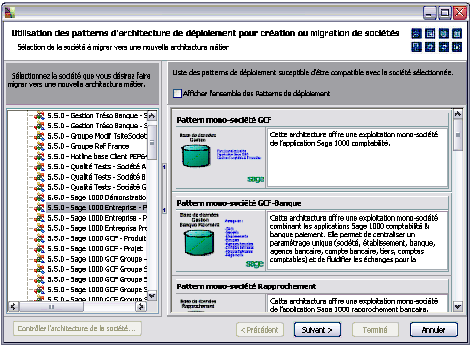 Utilisation des patterns d'architecture de déploiement pour création ou migration de sociétés
Sélection de la société à migrer vers une nouvelle architecture métier
Sélectionnez la société que vous désirez faire migrer vers une nouvelle architecture métier.
5.5.0 - Gestion Tréso Banque - S
5.5.0 - Gestion Tréso Banque - S
5.5.0 - Groupe Modif TsiteSodet
5.5.0 - Groupe Ref France
5.5.0 - Hotline base Client
5.5.0 - Qualité Tests - Société A
5.5.0 - Qualité Tests - Société B
5.5.0 - Qualité Tests - Société G
6.6.0 - Sage 1000 Démonstratio
5.5.0 - Sage 1000 Entreprise - P
5.5.0 - Sage 1000 Entreprise - P
5.5.0 - Sage 1000 Entreprise Pro
5.5.0 - Sage 1000 GCF - Produit
5.5.0 - Sage 1000 GCF - Projet
5.5.0 - Sage 1000 GCF Groupe -
5.5.0 - Sage 1000 GCF Groupe S
5.5.0 - Sage 1000 GCF Groupe S
5.5.0 - Sage 1000 GCF Groupe S
Liste des patterns de déploiement susceptible d'être compatible avec la société sélectionnée.
Afficher l'ensemble des Patterns de déploiement
Pattern mono-société GCF
Base de données
Gestion
sage
Cette architecture offre une exploitation mono-société
de l'application Sage 1000 comptabilité.
Pattern mono-société GCF-Banque
Base de données
Gestion
Banque Paiement
sage
Cette architecture offre une exploitation mono-société
combinant les applications Sage 1000 comptabilité &
banque paiement. Elle permet de centraliser un
paramétrage unique (société, établissement, banque,
agence bancaire, compte bancaire, tiers, comptes
comptables) et de fluidifier les échanges pour la
Pattern mono-société Rapprochement
Base de données
Rapprochement
Cette architecture offre une exploitation mono-société
de l'application Sage 1000 rapprochement bancaire.
Contrôler l'architecture de la société...
< Précédent
Suivant >
Terminé
Annuler